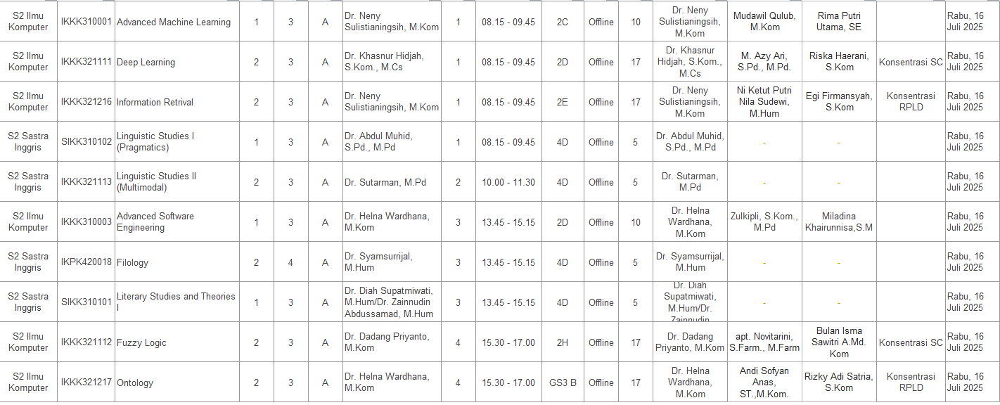 S2 Ilmu Komputer IKKK310001 Advanced Machine Learning 1 3 A Dr. Neny Sulistianingsih, M.Kom 1 08.15 - 09.45 2C Offline 10 Dr. Neny Sulistianingsih, M.Kom Mudawil Qulub, M.Kom Rima Putri Utama, SE Rabu, 16 Juli 2025
S2 Ilmu Komputer IKKK321111 Deep Learning 2 3 A Dr. Khasnur Hidjah, S.Kom., M.Cs 1 08.15 - 09.45 2D Offline 17 Dr. Khasnur Hidjah, S.Kom., M.Cs M. Azy Ari, S.Pd., M.Pd. Riska Haerani, S.Kom Konsentrasi SC Rabu, 16 Juli 2025
S2 Ilmu Komputer IKKK321216 Information Retrival 2 3 A Dr. Neny Sulistianingsih, M.Kom 1 08.15 - 09.45 2E Offline 17 Dr. Neny Sulistianingsih, M.Kom Ni Ketut Putri Nila Sudewi, M.Hum Egi Firmansyah, S.Kom Konsentrasi RPLD Rabu, 16 Juli 2025
S2 Sastra Inggris SIKK310102 Linguistic Studies I (Pragmatics) 1 3 A Dr. Abdul Muhid, S.Pd., M.Pd 1 08.15 - 09.45 4D Offline 5 Dr. Abdul Muhid, S.Pd., M.Pd - - Rabu, 16 Juli 2025
S2 Sastra Inggris IKKK321113 Linguistic Studies II (Multimodal) 2 3 A Dr. Sutarman, M.Pd 2 10.00 - 11.30 4D Offline 5 Dr. Sutarman, M.Pd - - Rabu, 16 Juli 2025
S2 Ilmu Komputer IKKK310003 Advanced Software Engineering 1 3 A Dr. Helna Wardhana, M.Kom 3 13.45 - 15.15 2D Offline 10 Dr. Helna Wardhana, M.Kom Zulkipli, S.Kom., M.Pd Miladina Khairunnisa,S.M Rabu, 16 Juli 2025
S2 Sastra Inggris IKPK420018 Filology 2 4 A Dr. Syamsurrijal, M.Hum 3 13.45 - 15.15 4D Offline 5 Dr. Syamsurrijal, M.Hum - - Rabu, 16 Juli 2025
S2 Sastra Inggris SIKK310101 Literary Studies and Theories I 1 3 A Dr. Diah Supatmiwati, M.Hum/Dr. Zainnudin Abdussamad, M.Hum 3 13.45 - 15.15 4D Offline 5 Dr. Diah Supatmiwati, M.Hum/Dr. Zainnudin - - Rabu, 16 Juli 2025
S2 Ilmu Komputer IKKK321112 Fuzzy Logic 2 3 A Dr. Dadang Priyanto, M.Kom 4 15.30 - 17.00 2H Offline 17 Dr. Dadang Priyanto, M.Kom apt. Novitarini, S.Farm., M.Farm Bulan Isma Sawitri A.Md. Kom Konsentrasi SC Rabu, 16 Juli 2025
S2 Ilmu Komputer IKKK321217 Ontology 2 3 A Dr. Helna Wardhana, M.Kom 4 15.30 - 17.00 GS3 B Offline 17 Dr. Helna Wardhana, M.Kom Andi Sofyan Anas, ST.,M.Kom. Rizky Adi Satria, S.Kom Konsentrasi RPLD Rabu, 16 Juli 2025